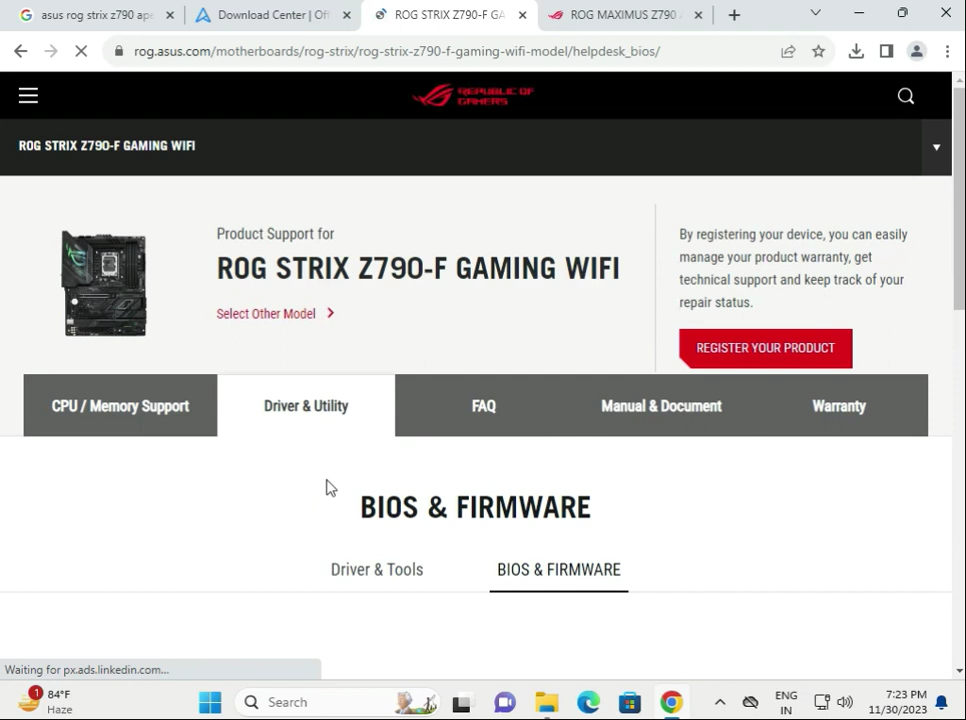 asus rog strix z790 ape
Download Center | Off
ROG STRIX Z790-F GA
ROG MAXIMUS Z790
rog.asus.com/motherboards/rog-strix/rog-strix-z790-f-gaming-wifi-model/helpdesk_bios/
REPUBLIC OF
GAMERS
ROG STRIX Z790-F GAMING WIFI
Product Support for
ROG STRIX Z790-F GAMING WIFI
Select Other Model
By registering your device, you can easily
manage your product warranty, get
technical support and keep track of your
repair status.
REGISTER YOUR PRODUCT
CPU / Memory Support
Driver & Utility
FAQ
Manual & Document
Warranty
BIOS & FIRMWARE
Driver & Tools
BIOS & FIRMWARE
Waiting for px.ads.linkedin.com...
1
84°F
Haze
Search
ENG
IN
7:23 PM
11/30/2023